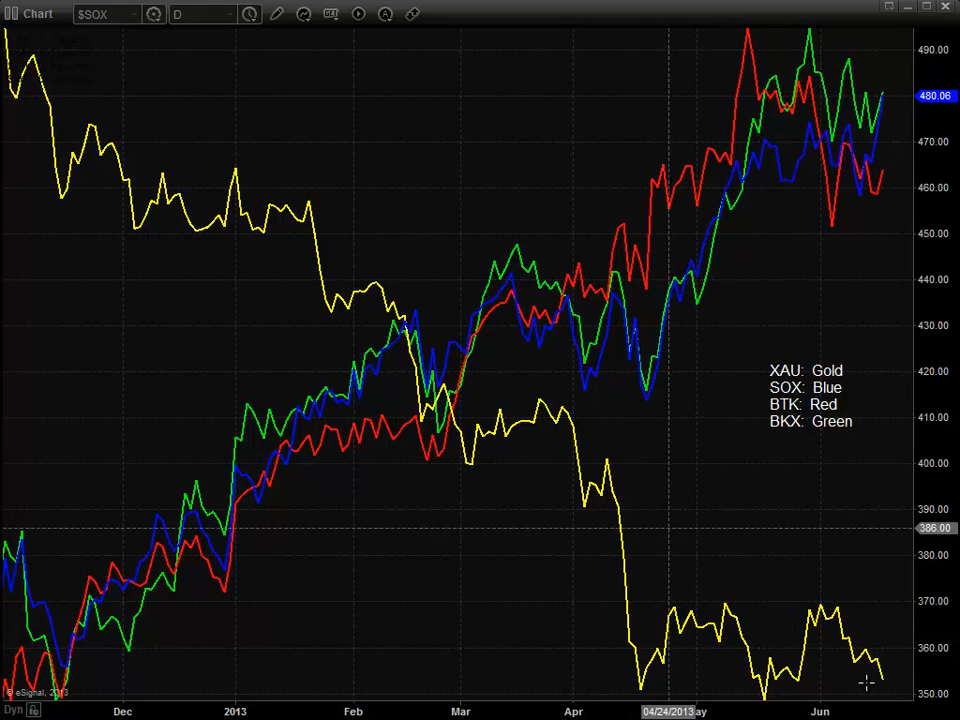 Chart $SOX D GET A
490.00
480.06
470.00
460.00
450.00
440.00
430.00
420.00
XAU: Gold
SOX: Blue
BTK: Red
BKX: Green
410.00
400.00
390.00
386.00
380.00
370.00
360.00
350.00
© eSignal, 2013
Dyn Dec 2013 Feb Mar Apr 04/24/2013 ay Jun